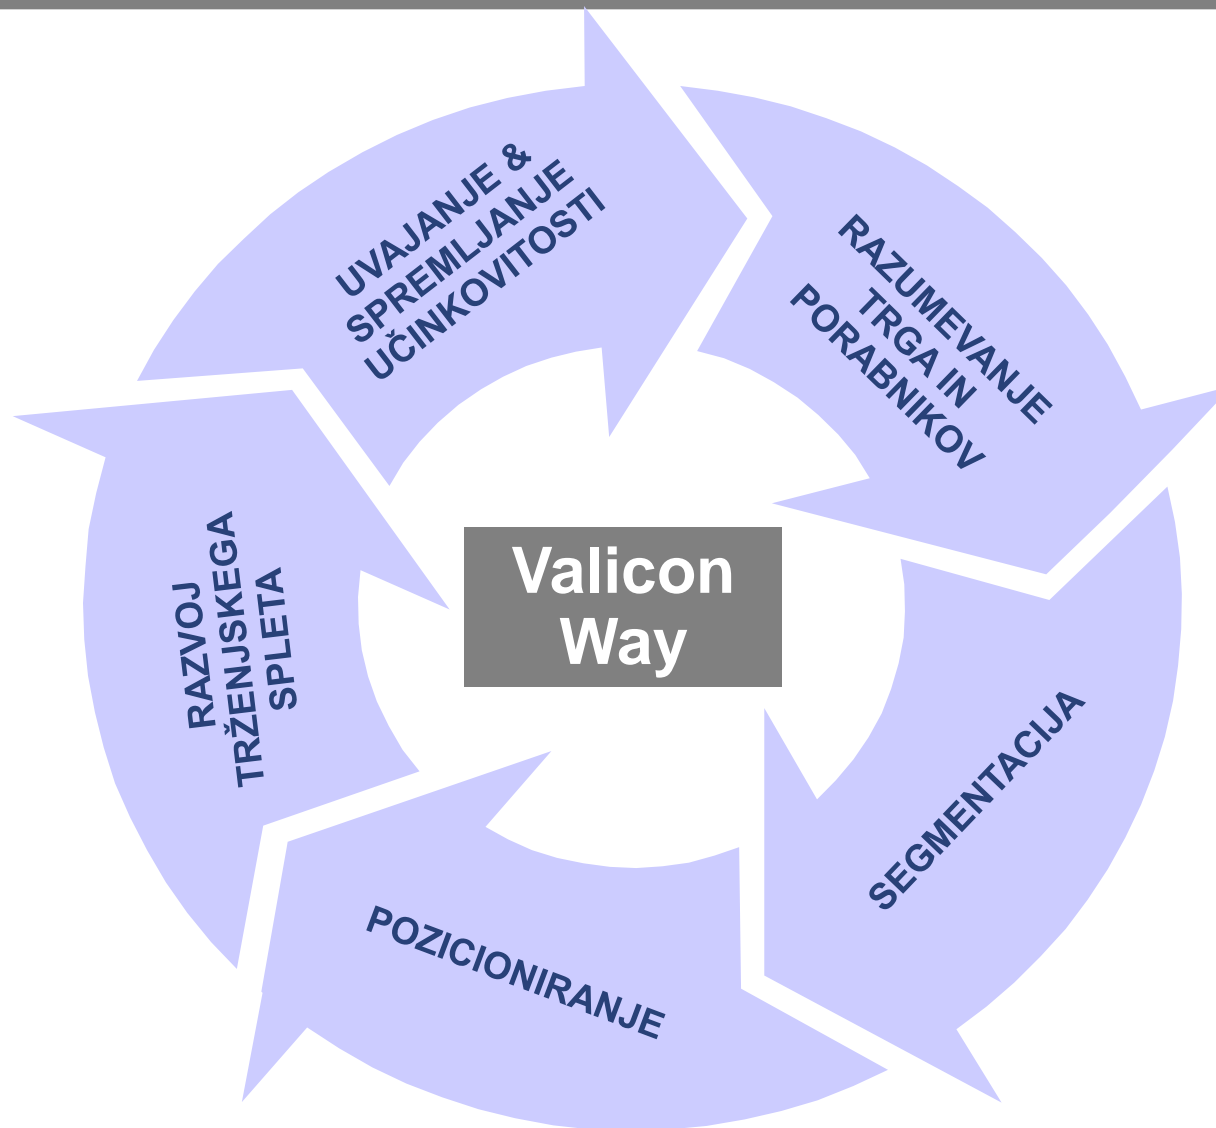 UVAJANJE &
SPREMLJANJE
UČINKOVITOSTI
RAZUMEVANJE
TRGA IN
PORABNIKOV
Valicon
Way
RAZVOJ
TRŽENJSKEGA
SPLETA
SEGMENTACIJA
POZICIONIRANJE